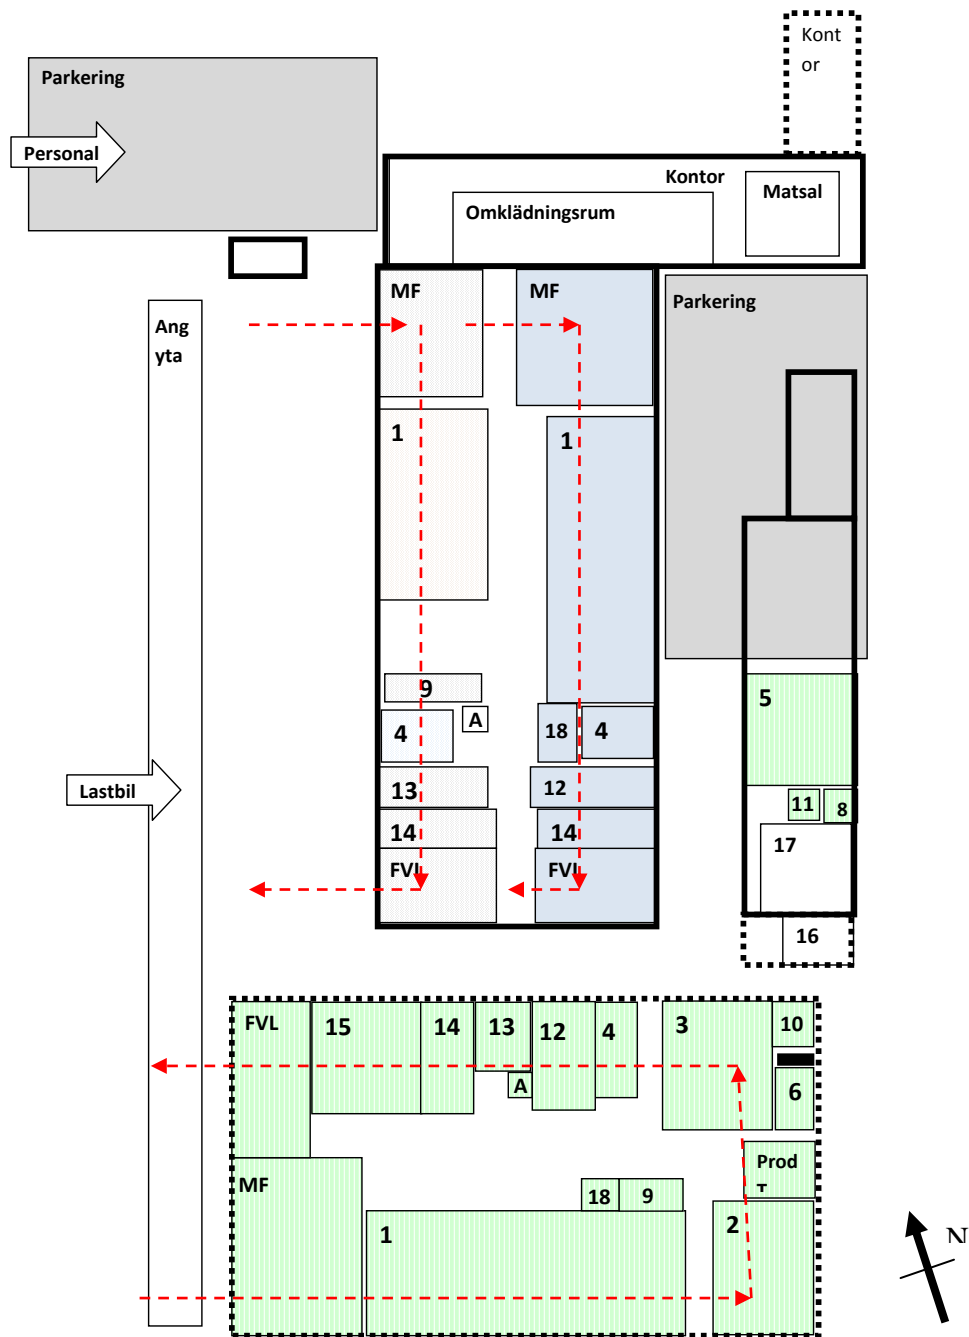 Kont
or
Parkering
Personal
Kontor
Matsal
Omklädningsrum
MF
MF
Parkering
Ang
yta
1
1
9
A
4
18
4
5
Lastbil
13
12
11
8
14
14
17
FVL
FVL
16
FVL
15
14
13
12
4
3
10
A
6
Prod
MF
18
9
1
2
N